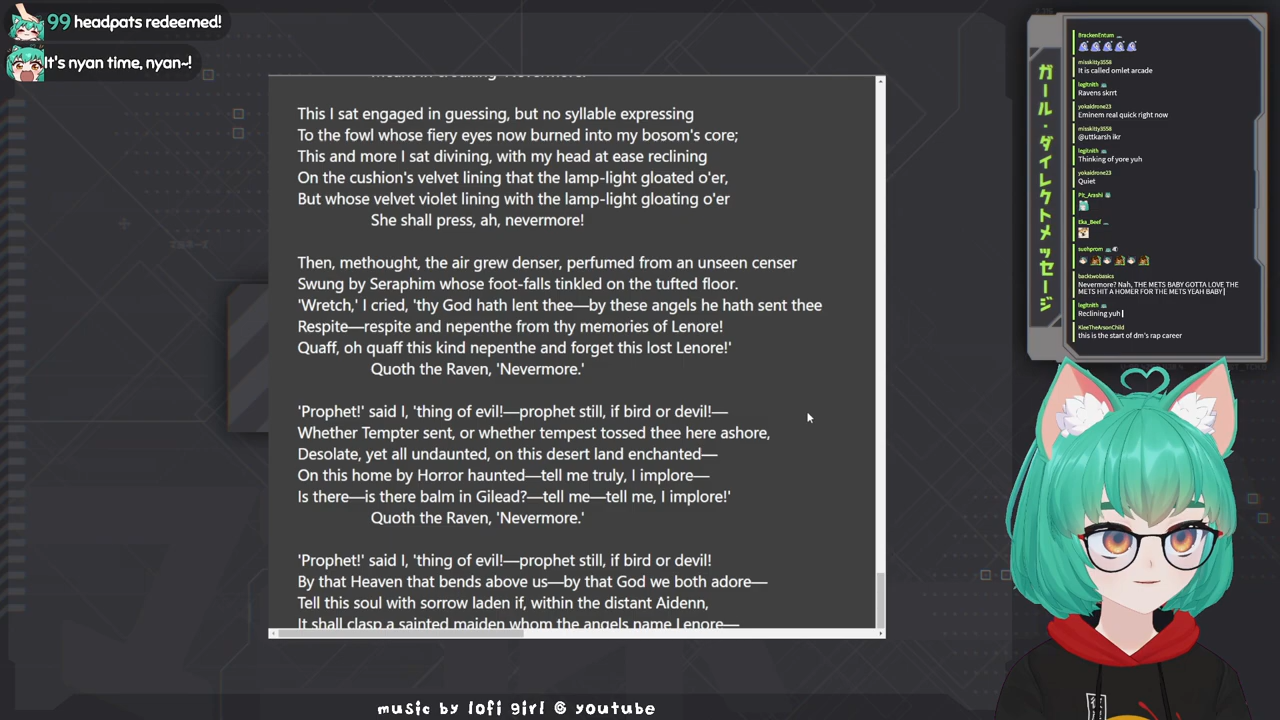 99 headpats redeemed!
It's nyan time, nyan~!
This I sat engaged in guessing, but no syllable expressing
To the fowl whose fiery eyes now burned into my bosom's core;
This and more I sat divining, with my head at ease reclining
On the cushion's velvet lining that the lamp-light gloated o'er,
But whose velvet violet lining with the lamp-light gloating o'er
She shall press, ah, nevermore!
Then, methought, the air grew denser, perfumed from an unseen censer
Swung by Seraphim whose foot-falls tinkled on the tufted floor.
'Wretch,' I cried, 'thy God hath lent thee—by these angels he hath sent thee
Respite—respite and nepenthe from thy memories of Lenore!
Quaff, oh quaff this kind nepenthe and forget this lost Lenore!'
Quoth the Raven, 'Nevermore.'
'Prophet!' said I, 'thing of evil!—prophet still, if bird or devil!—
Whether Tempter sent, or whether tempest tossed thee here ashore,
Desolate, yet all undaunted, on this desert land enchanted—
On this home by Horror haunted—tell me truly, I implore—
Is there—is there balm in Gilead?—tell me—tell me, I implore!'
Quoth the Raven, 'Nevermore.'
'Prophet!' said I, 'thing of evil!—prophet still, if bird or devil!
By that Heaven that bends above us—by that God we both adore—
Tell this soul with sorrow laden if, within the distant Aidenn,
It shall clasp a sainted maiden whom the angels name Lenore—
ガール・ダイレクトメッセージ
BrackenEntum
misskitty3558
It is called omlet arcade
legitnith
Ravens skrrt
yokaldrone23
Eminem real quick right now
misskitty3558
@uttkarsh ikr
legitnith
Thinking of yore yuh
yokaldrone23
Quiet
Pit_Arashi
Eka_Beef
sushprom
backtwobasics
Nevermore? Nah, THE METS BABY GOTTA LOVE THE
METS HIT A HOMER FOR THE METS YEAH BABY
legitnith
Reclining yuh
KleeTheArsonChild
this is the start of dm's rap career
music by lofi girl @ youtube